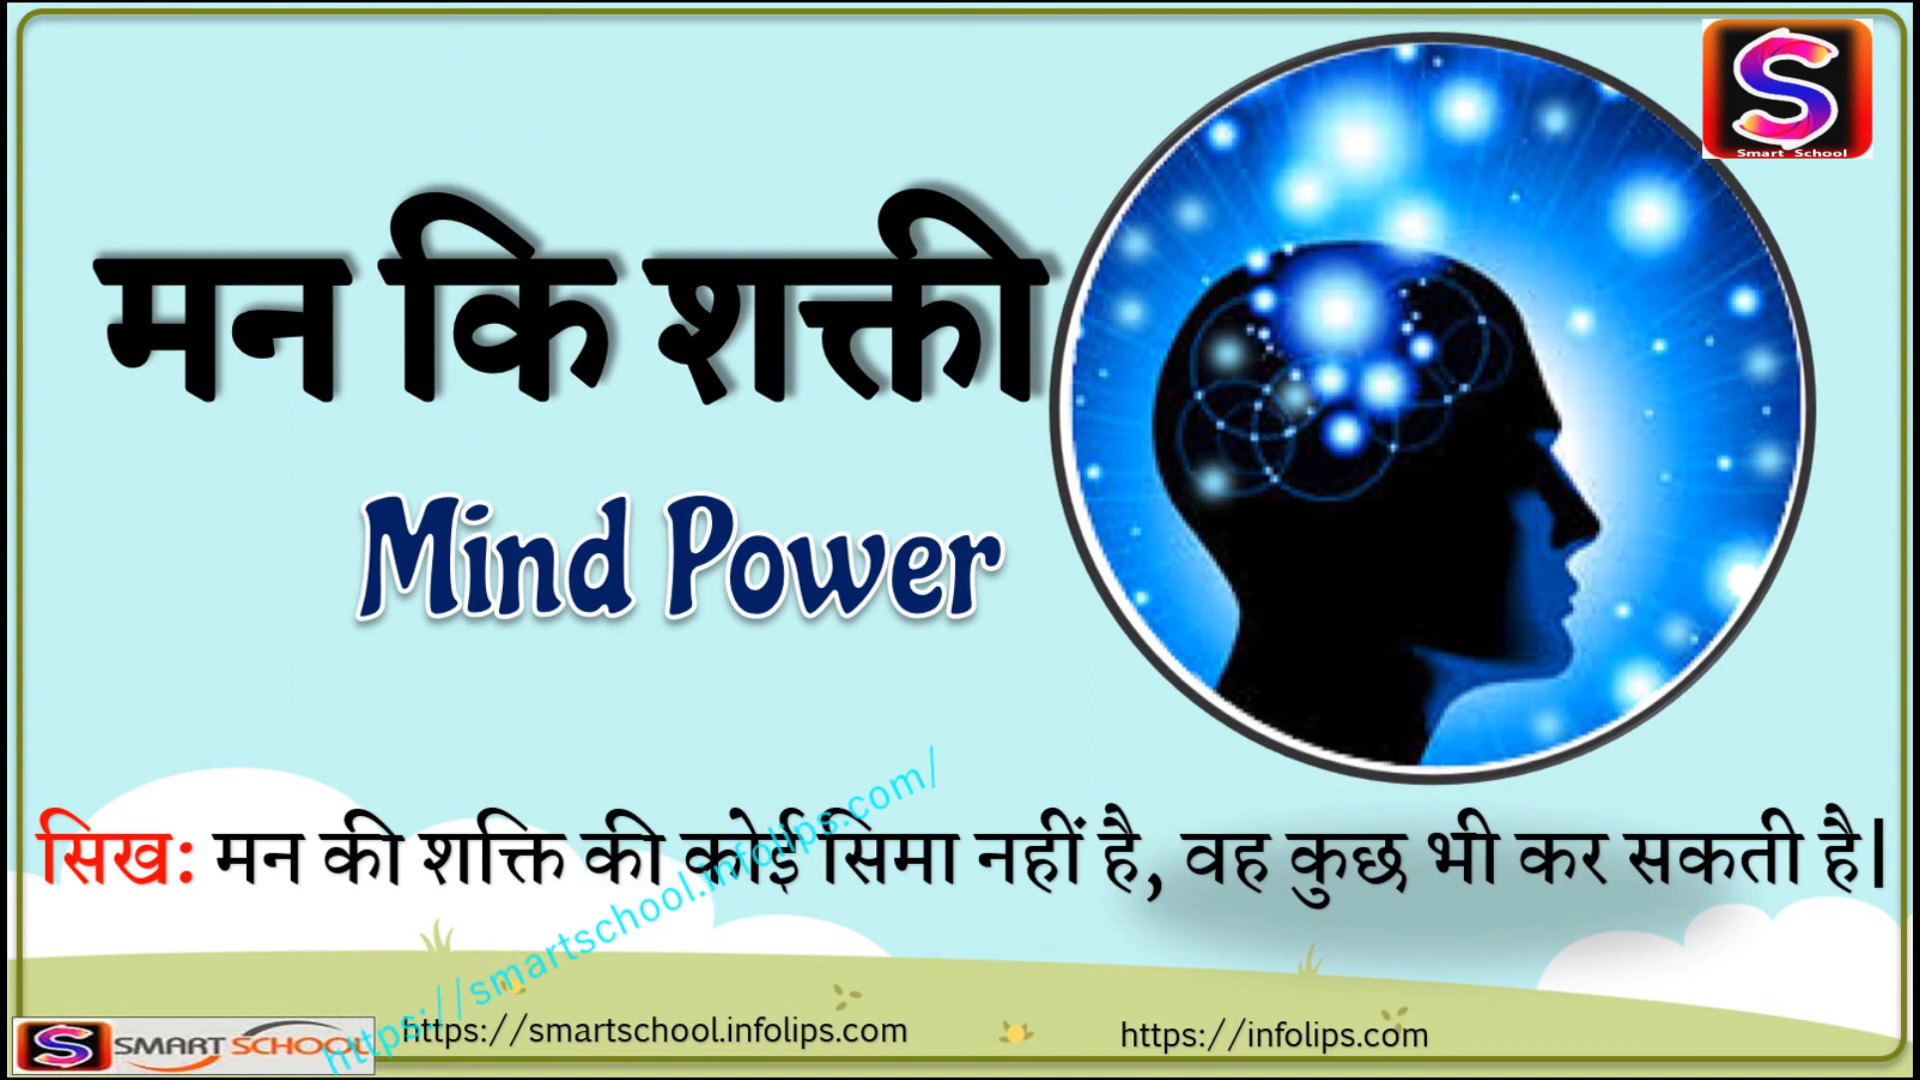 Smart School
मन कि शक्ती
Mind Power
सिख: मन की शक्ति की कोई सिमा नहीं है, वह कुछ भी कर सकती है।
https://smartschool.infolips.com/
SMART SCHOOL
https://smartschool.infolips.com
https://infolips.com